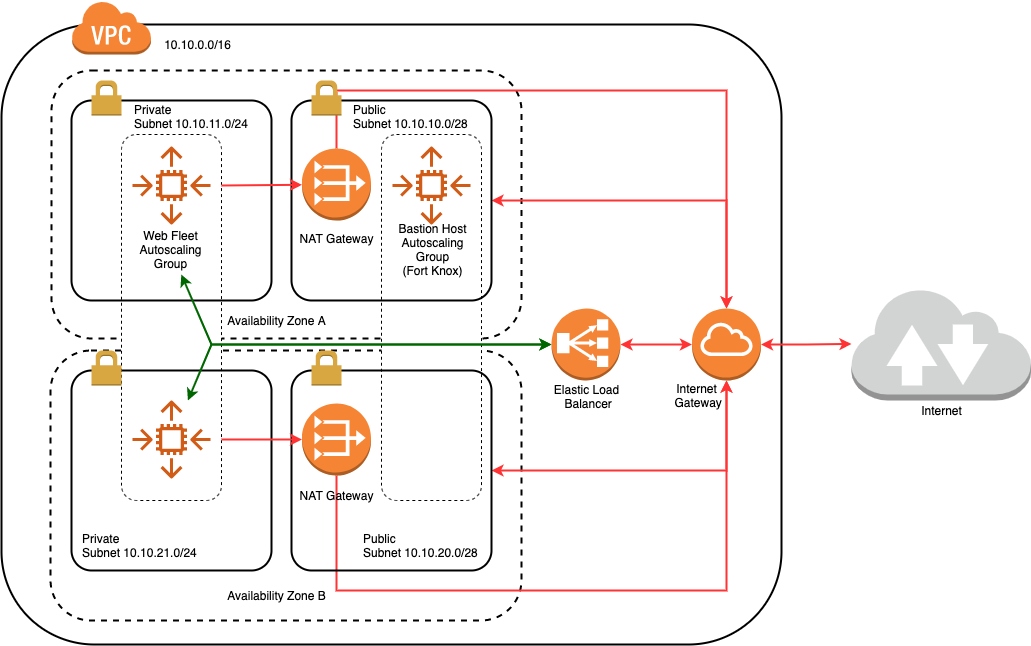 VPC
10.10.0.0/16
Private
Subnet 10.10.11.0/24
Public
Subnet 10.10.10.0/28
Web Fleet
Autoscaling
Group
NAT Gateway
Bastion Host
Autoscaling
Group
(Fort Knox)
Availability Zone A
Elastic Load
Balancer
Internet
Gateway
Internet
NAT Gateway
Private
Subnet 10.10.21.0/24
Public
Subnet 10.10.20.0/28
Availability Zone B